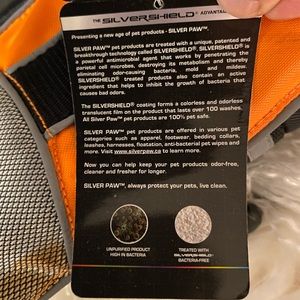 THE SILVERSHIELD® ADVANTAGE
Presenting a new age of pet products - SILVER PAW™.
SILVER PAW™ pet products are treated with a unique, patented and
breakthrough technology called SILVERSHIELD®. SILVERSHIELD® is
a powerful antimicrobial agent that works by penetrating the
parietal cell microbes, destroying its metabolism and thereby
eliminating odor-causing bacteria, mold and mildew.
SILVERSHIELD® treated products also contain an active
ingredient that helps to inhibit the growth of bacteria that
causes bad odors.
The SILVERSHIELD® coating forms a colorless and odorless
translucent film on the product that lasts over 100 washes.
All Silver Paw™ products are 100% pet safe.
SILVER PAW™ pet products are offered in various pet
categories such as apparel, footwear, bedding collars,
leashes, harnesses, floatation, anti-bacterial pet wipes and
more. Visit www.silverpaw.ca to learn more.
Now you can help keep your pet products odor-free,
cleaner and fresher for longer.
SILVER PAW™, always protect your pets, live clean.
UNPURIFIED PRODUCT
HIGH IN BACTERIA
TREATED WITH
SILVERSHIELD®
BACTERIA-FREE